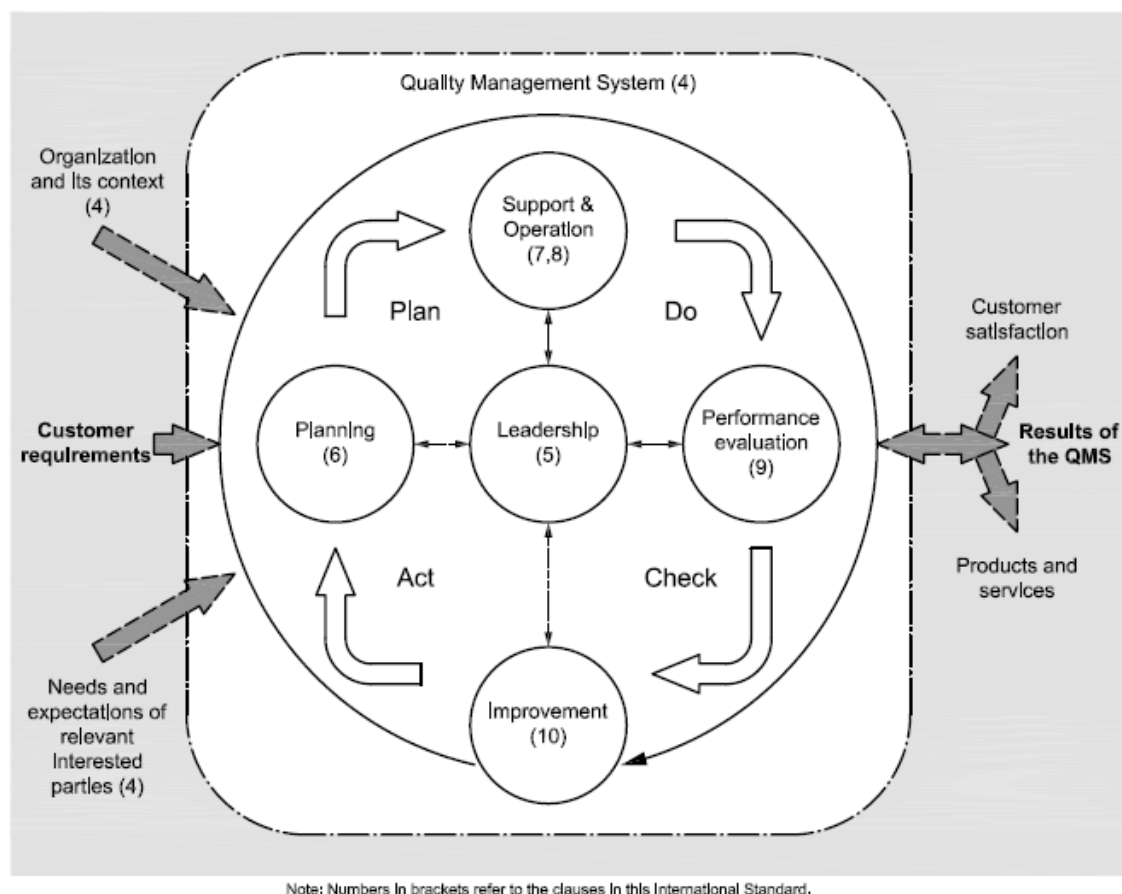 Quality Management System (4)
Organization
and its context
(4)
Support &
Operation
(7,8)
Plan
Do
Customer
satisfaction
Customer
requirements
Planning
(6)
Leadership
(5)
Performance
evaluation
(9)
Results of
the QMS
Act
Check
Products and
services
Needs and
expectations of
relevant
interested
parties (4)
Improvement
(10)
Note: Numbers in brackets refer to the clauses in this International Standard.